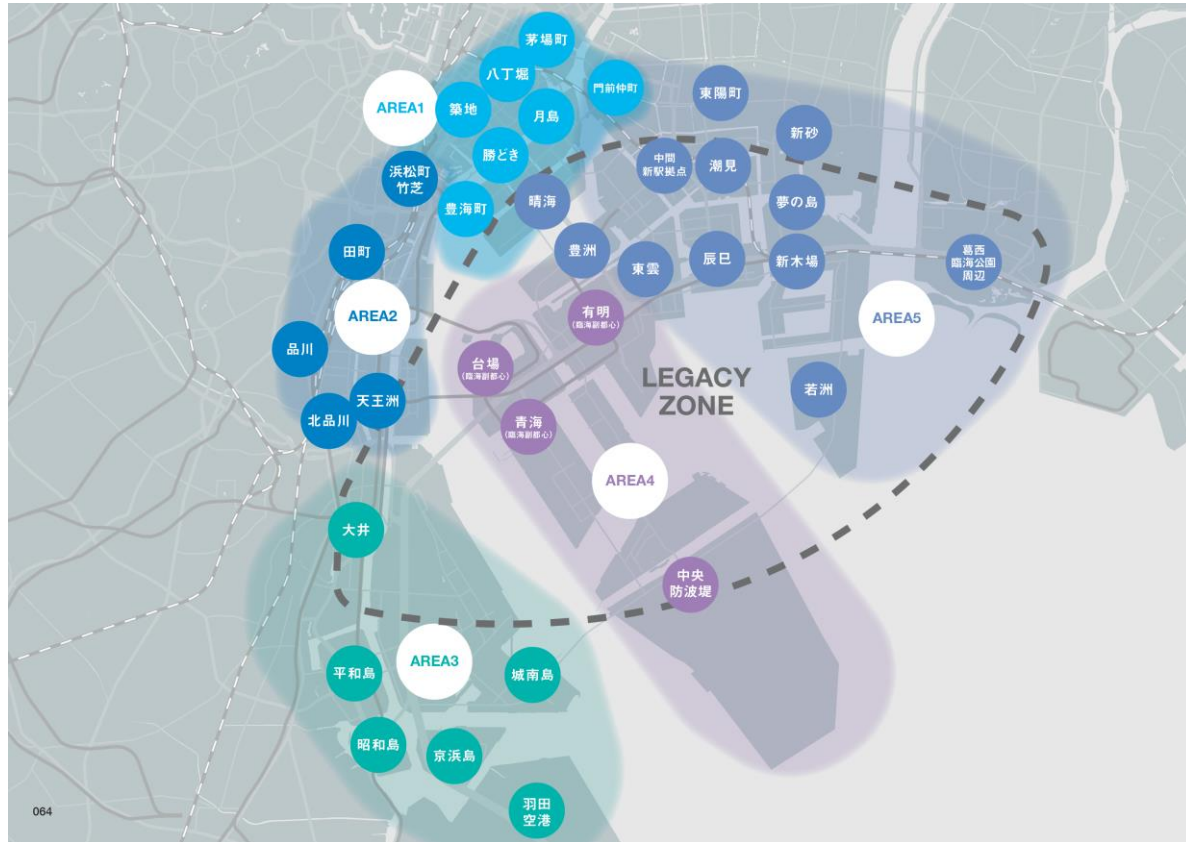 茅場町
八丁堀
門前仲町
東陽町
AREA1
築地
月島
新砂
勝どき
中間
新駅拠点
潮見
浜松町
竹芝
豊海町
晴海
夢の島
田町
豊洲
東雲
辰巳
新木場
葛西
臨海公園
周辺
AREA2
有明
(臨海副都心)
AREA5
品川
台場
(臨海副都心)
LEGACY
ZONE
若洲
天王洲
北品川
青海
(臨海副都心)
AREA4
大井
中央
防波堤
AREA3
平和島
城南島
昭和島
京浜島
羽田
空港
064